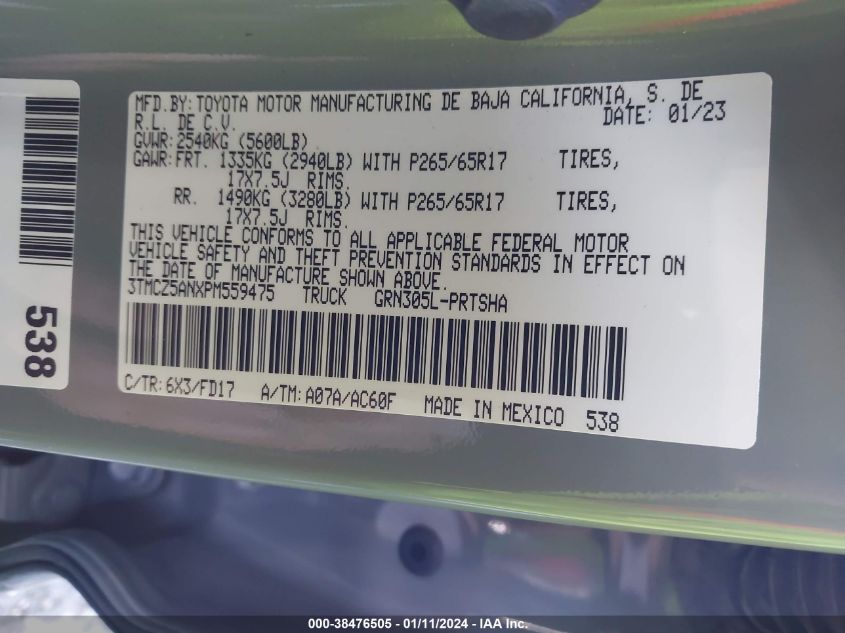 MFD.BY:TOYOTA MOTOR MANUFACTURING DE BAJA CALIFORNIA, S. DE
R.L. DE C.V. DATE: 01/23
GVWR:2540KG (5600LB)
GAWR:FRT. 1335KG (2940LB) WITH P265/65R17 TIRES,
17X7.5J RIMS.
RR. 1490KG (3280LB) WITH P265/65R17 TIRES,
17X7.5J RIMS.
THIS VEHICLE CONFORMS TO ALL APPLICABLE FEDERAL MOTOR
VEHICLE SAFETY AND THEFT PREVENTION STANDARDS IN EFFECT ON
THE DATE OF MANUFACTURE SHOWN ABOVE.
3TMCZ5ANXPM559475 TRUCK GRN305L-PRTSHA
C/TR:6X3/FD17 A/TM:A07A/AC60F MADE IN MEXICO 538
538
000-38476505 - 01/11/2024 - IAA Inc.